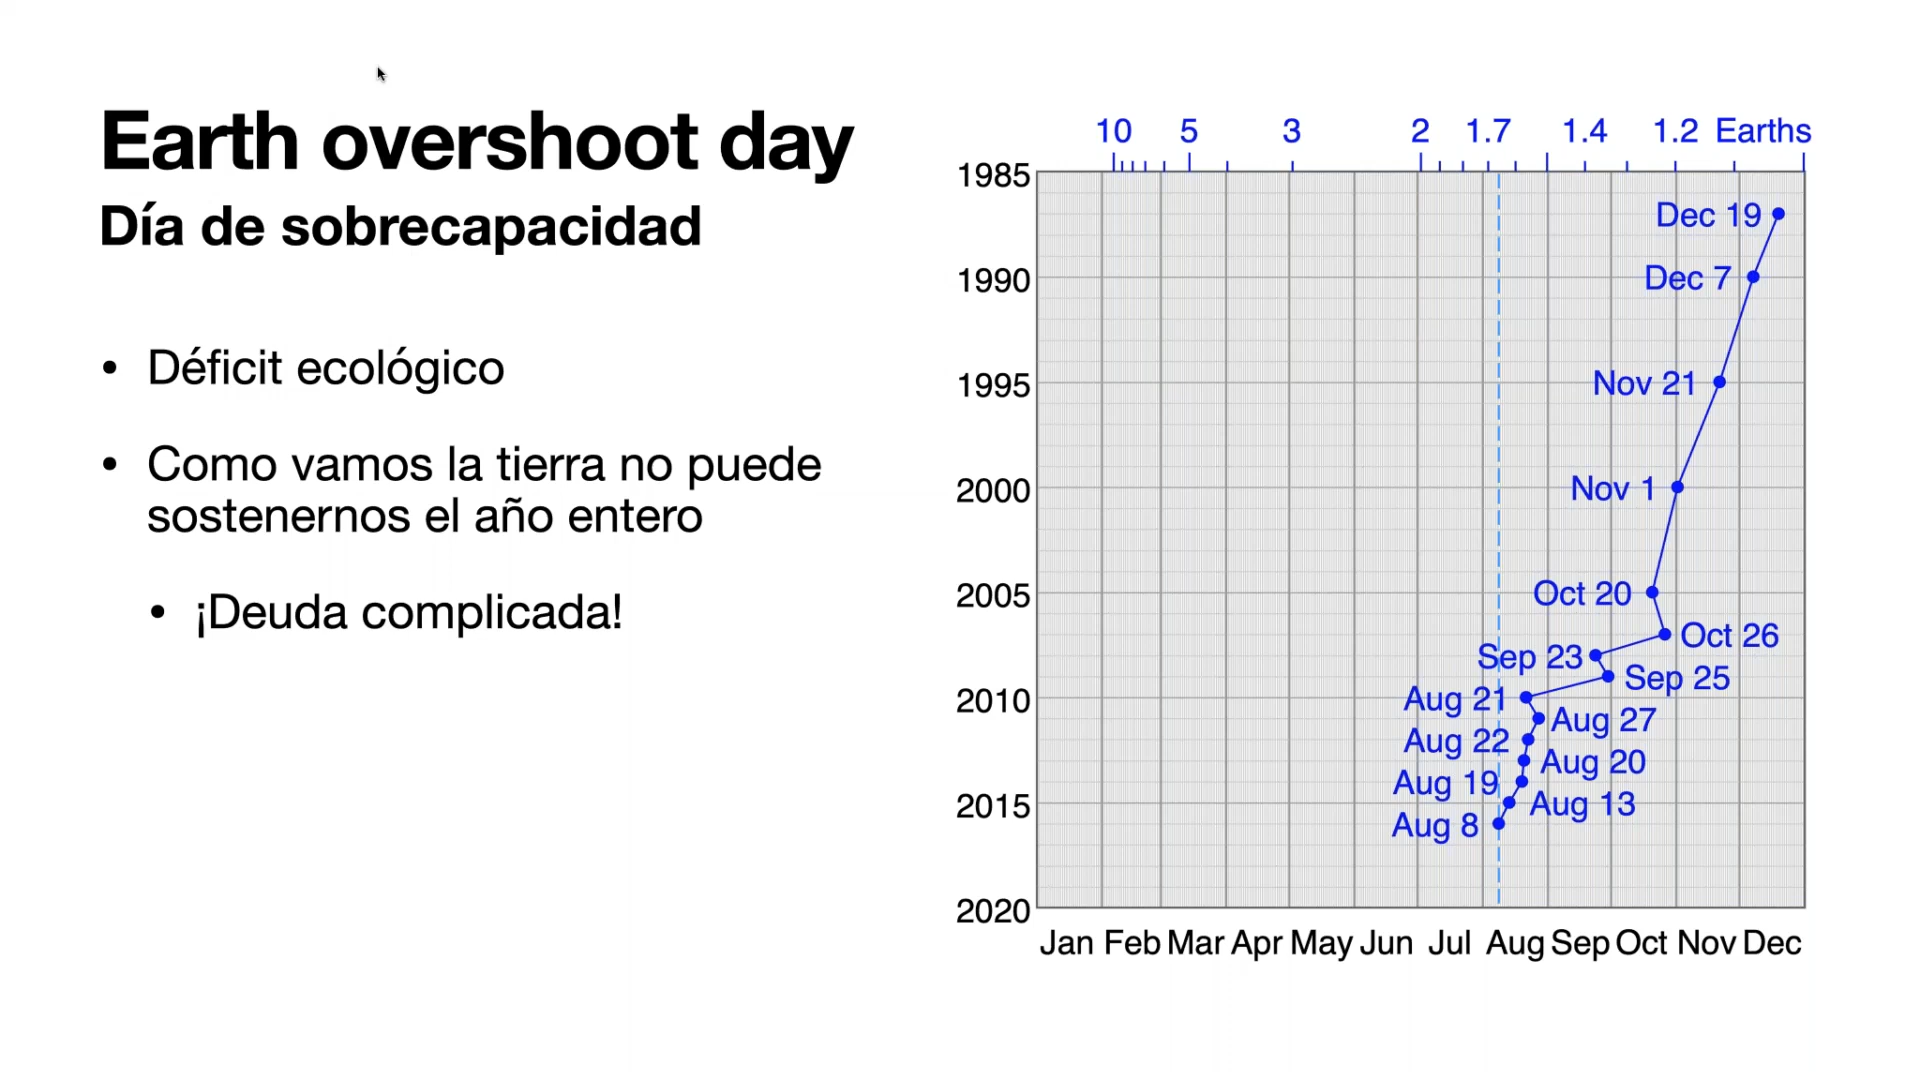 Earth overshoot day
Día de sobrecapacidad
• Déficit ecológico
• Como vamos la tierra no puede
sostenernos el año entero
• ¡Deuda complicada!
10 5 3 2 1.7 1.4 1.2 Earths
1985
Dec 19
1990
Dec 7
1995
Nov 21
2000
Nov 1
2005
Oct 20
Oct 26
Sep 23
Sep 25
2010
Aug 21
Aug 27
Aug 22
Aug 20
Aug 19
2015
Aug 13
Aug 8
2020
Jan Feb Mar Apr May Jun Jul Aug Sep Oct Nov Dec